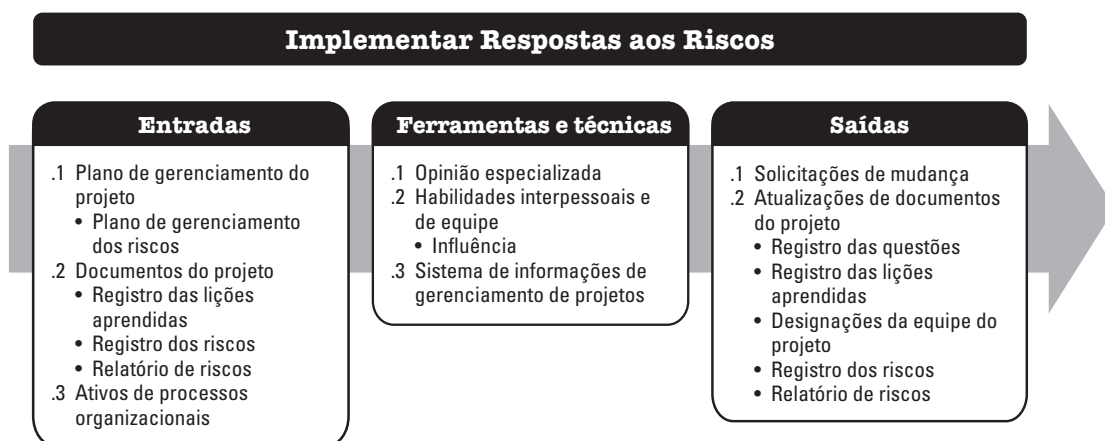 Implementar Respostas aos Riscos
Entradas
.1 Plano de gerenciamento do
projeto
• Plano de gerenciamento
dos riscos
.2 Documentos do projeto
• Registro das lições
aprendidas
• Registro dos riscos
• Relatório de riscos
.3 Ativos de processos
organizacionais
Ferramentas e técnicas
.1 Opinião especializada
.2 Habilidades interpessoais e
de equipe
• Influência
.3 Sistema de informações de
gerenciamento de projetos
Saídas
.1 Solicitações de mudança
.2 Atualizações de documentos
do projeto
• Registro das questões
• Registro das lições
aprendidas
• Designações da equipe do
projeto
• Registro dos riscos
• Relatório de riscos